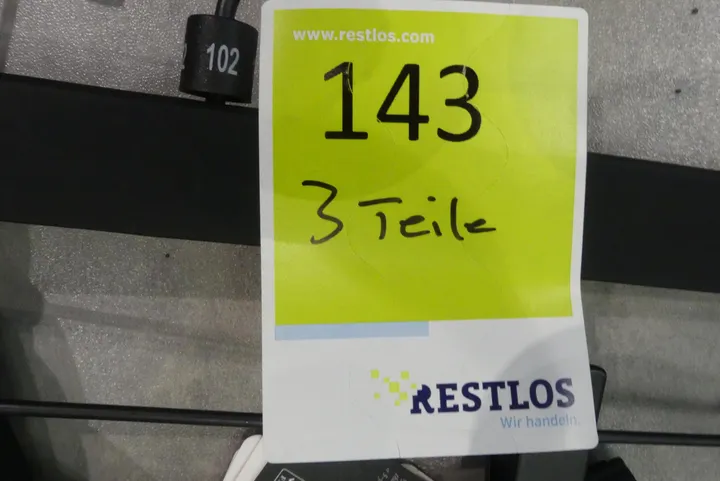 102
www.restlos.com
143
3 Teile
RESTLOS
Wir handeln.